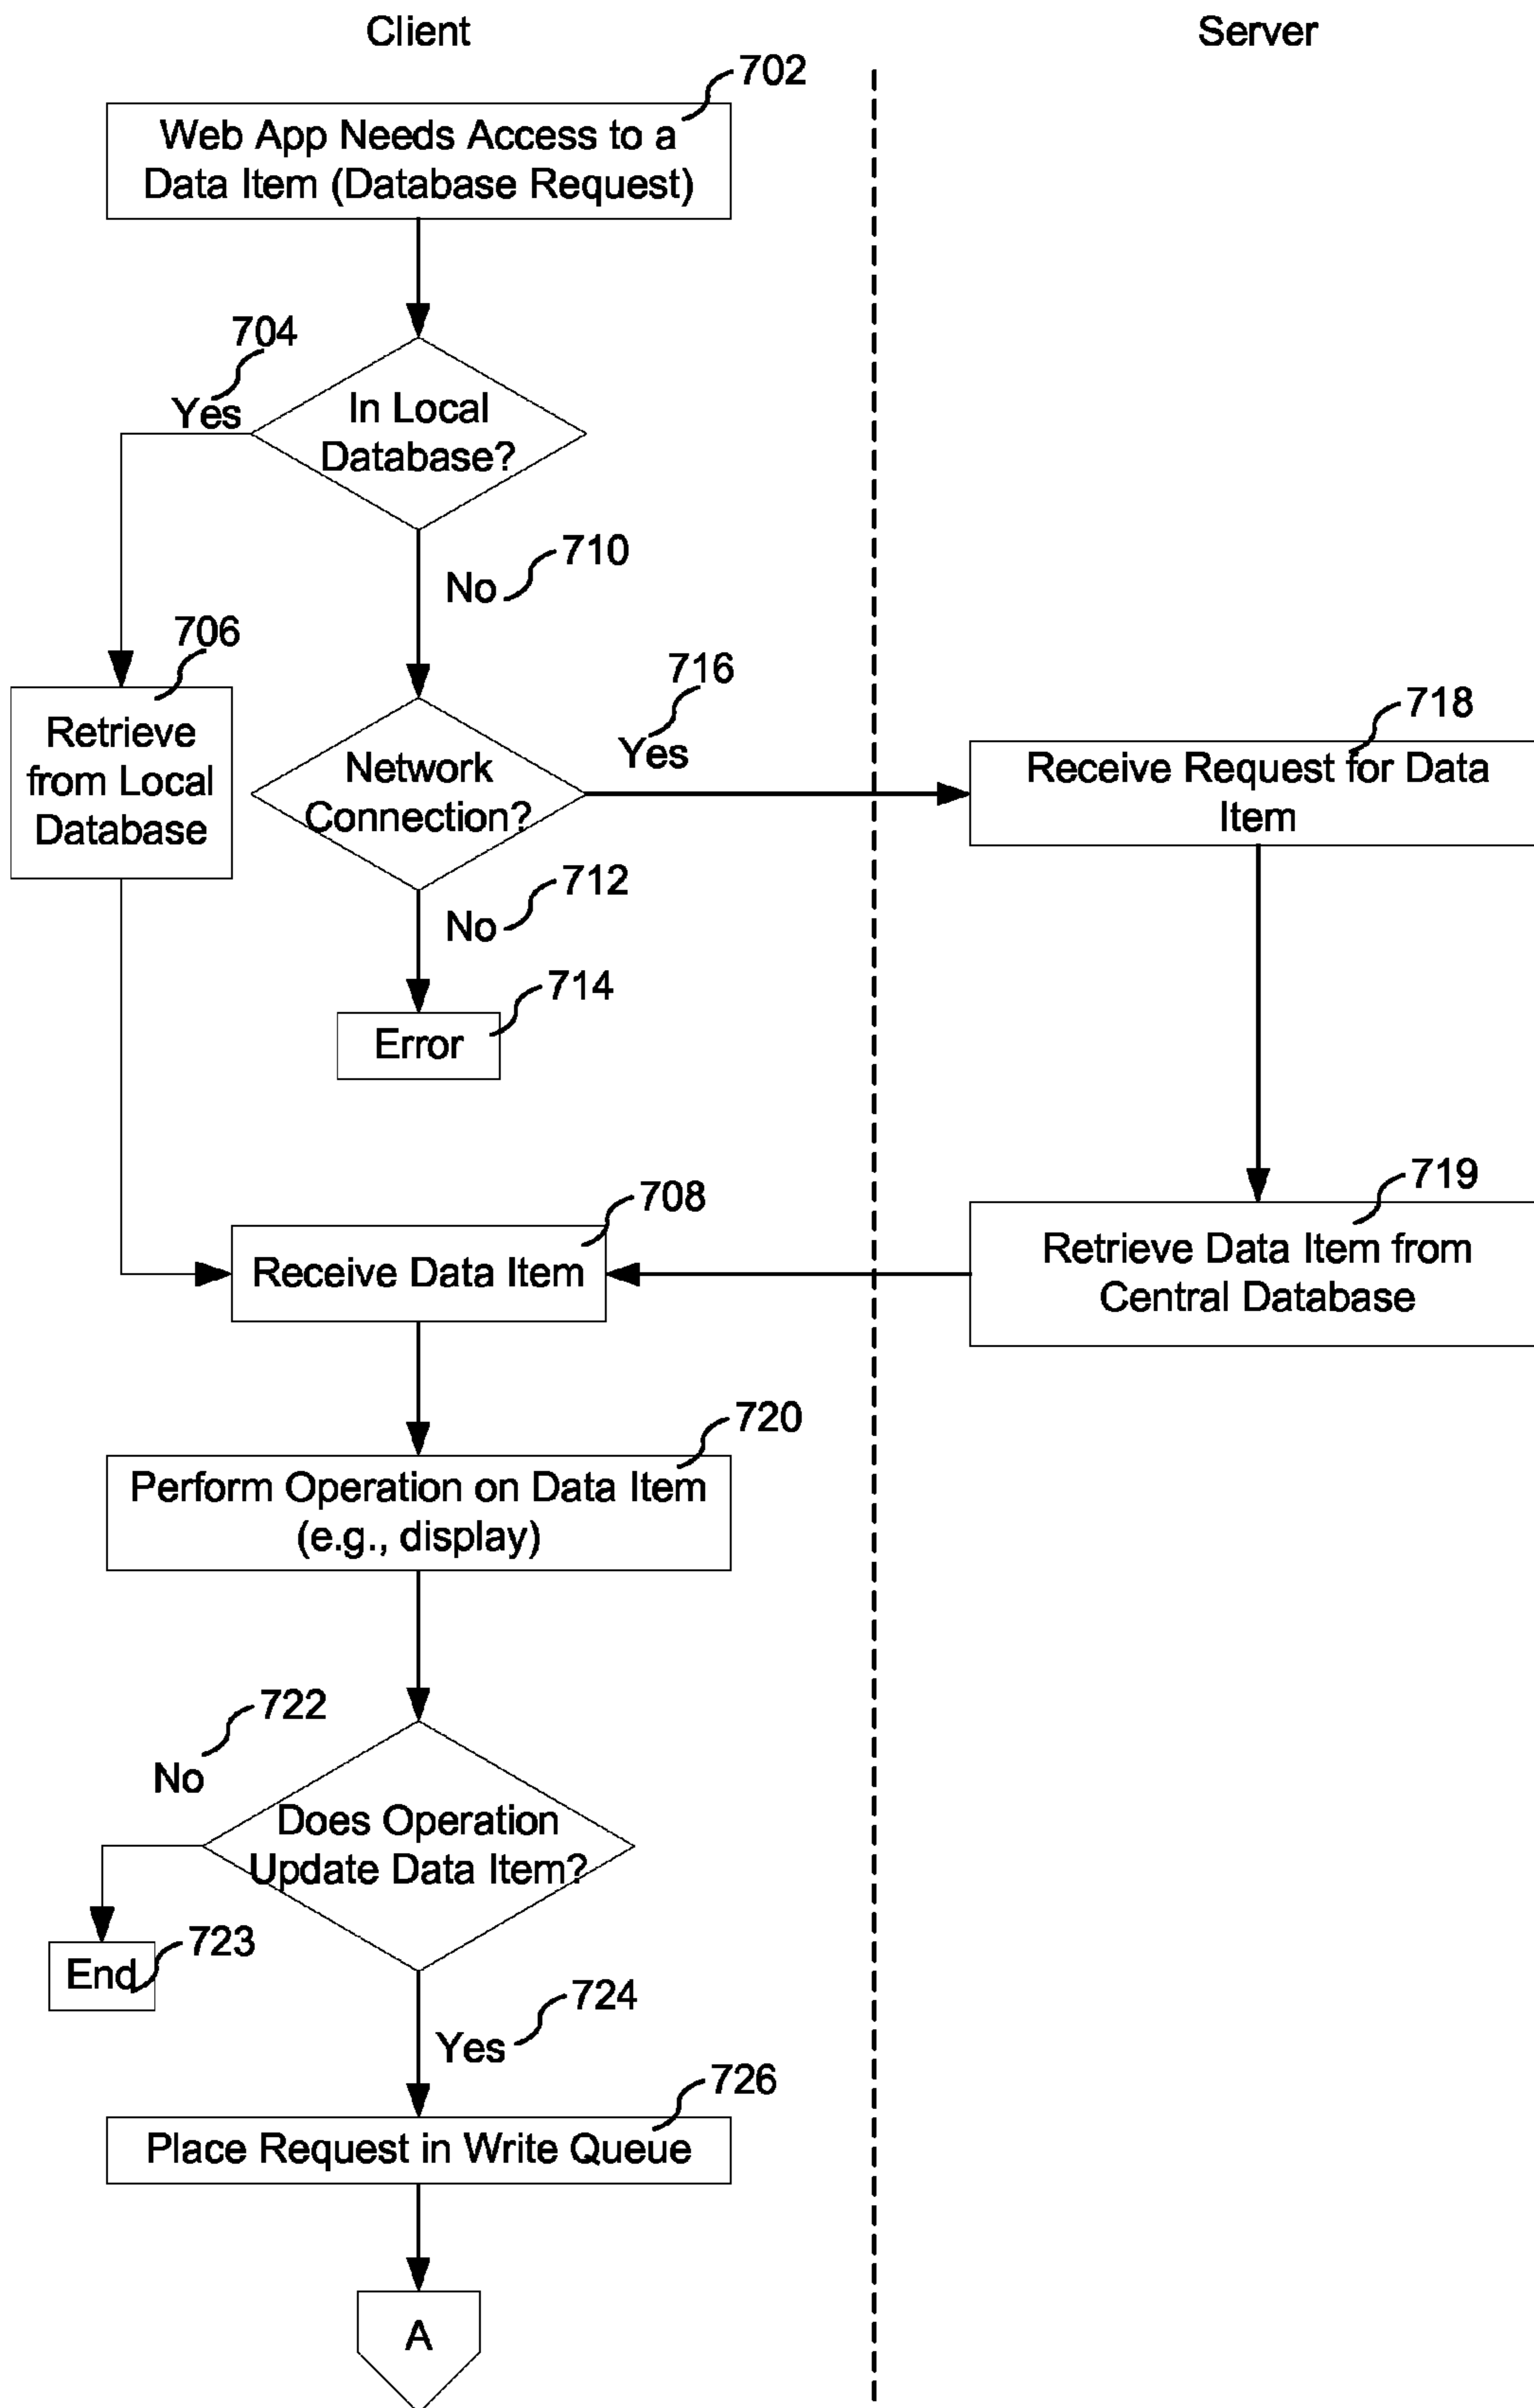 Client
Server
702
Web App Needs Access to a
Data Item (Database Request)
704
Yes
In Local
Database?
710
No
706
Retrieve
from Local
Database
716
Yes
Network
Connection?
718
Receive Request for Data
Item
712
No
714
Error
708
Receive Data Item
719
Retrieve Data Item from
Central Database
720
Perform Operation on Data Item
(e.g., display)
722
No
Does Operation
Update Data Item?
723
End
724
Yes
726
Place Request in Write Queue
A